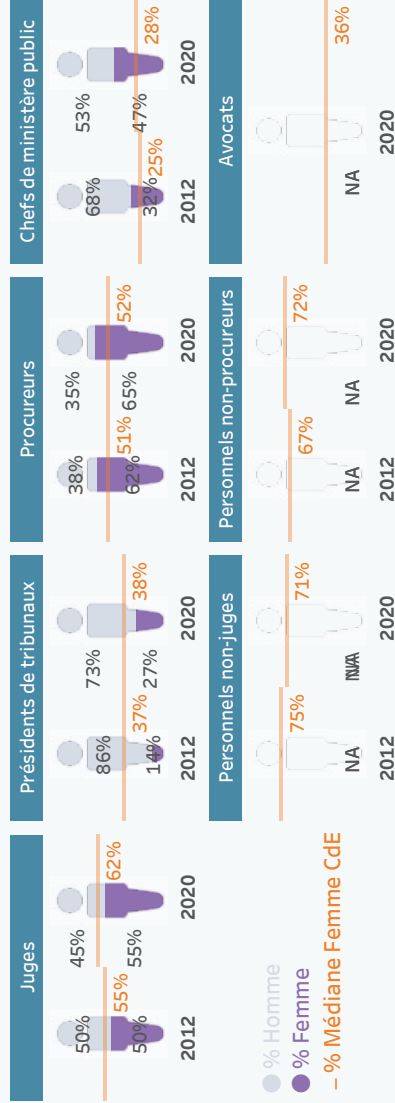 Juges
50%
50%
55%
2012
45%
55%
62%
2020
Présidents de tribunaux
86%
14%
37%
2012
73%
27%
38%
2020
Procureurs
38%
62%
51%
2012
35%
65%
52%
2020
Chefs de ministère public
68%
32%
25%
2012
53%
47%
28%
2020
% Homme
% Femme
– % Médiane Femme CdE
Personnels non-juges
75%
NA
2012
71%
NA
NA
2020
Personnels non-procureurs
67%
NA
2012
72%
NA
2020
Avocats
36%
NA
2020